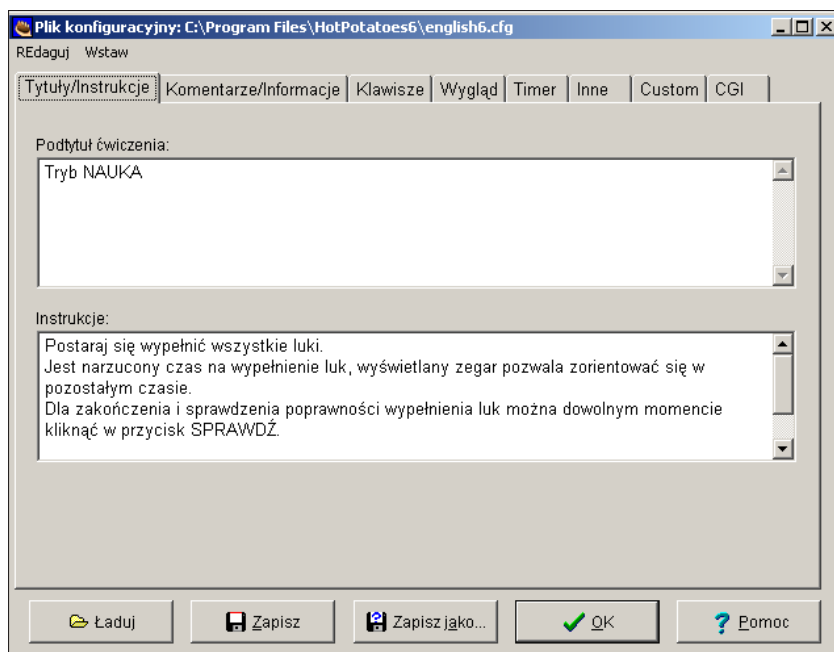 Plik konfiguracyjny: C:\Program Files\HotPotatoes6\english6.cfg
REdaguj Wstaw
Tytuły/Instrukcje Komentarze/Informacje Klawisze Wygląd Timer Inne Custom CGI
Podtytuł ćwiczenia:
Tryb NAUKA
Instrukcje:
Postaraj się wypełnić wszystkie luki.
Jest narzucony czas na wypełnienie luk, wyświetlany zegar pozwala zorientować się w
pozostałym czasie.
Dla zakończenia i sprawdzenia poprawności wypełnienia luk można dowolnym momencie
kliknąć w przycisk SPRAWDŹ.
Ładuj Zapisz Zapisz jako... OK Pomoc